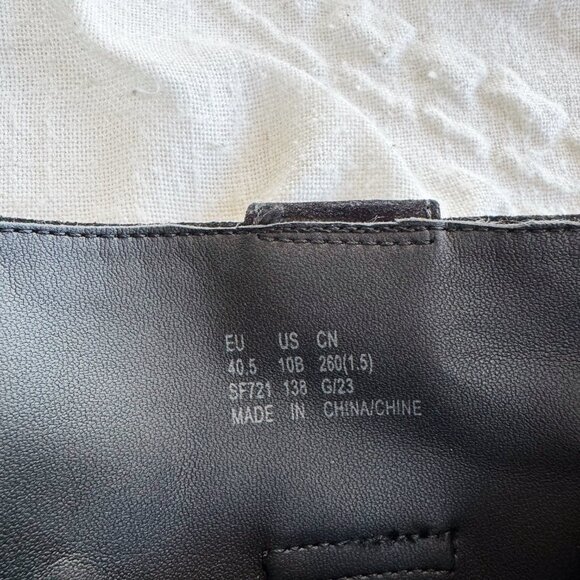 EU US CN
40.5 10B 260(1.5)
SF721 138 G/23
MADE IN CHINA/CHINE